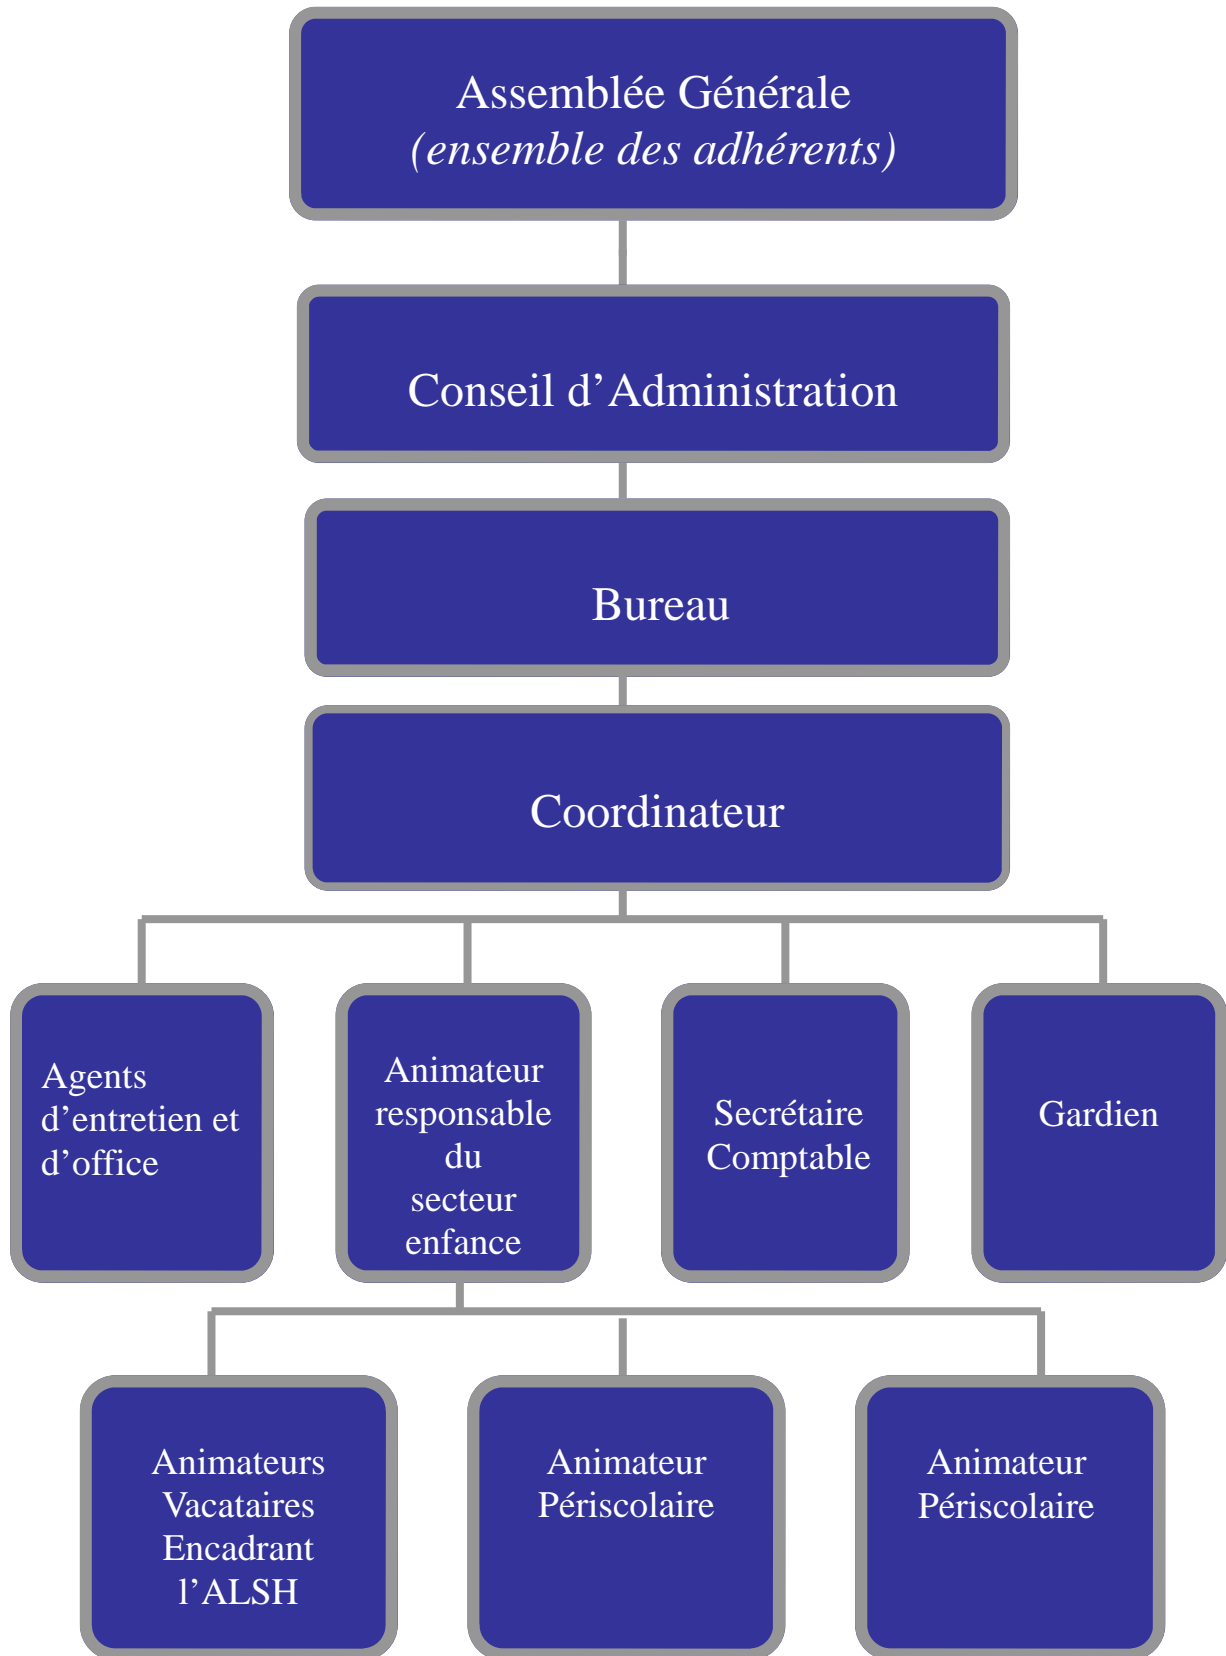 Assemblée Générale
(ensemble des adhérents)
Conseil d’Administration
Bureau
Coordinateur
Agents
d’entretien et
d’office
Animateur
responsable
du
secteur
enfance
Secrétaire
Comptable
Gardien
Animateurs
Vacataires
Encadrant
l’ALSH
Animateur
Périscolaire
Animateur
Périscolaire